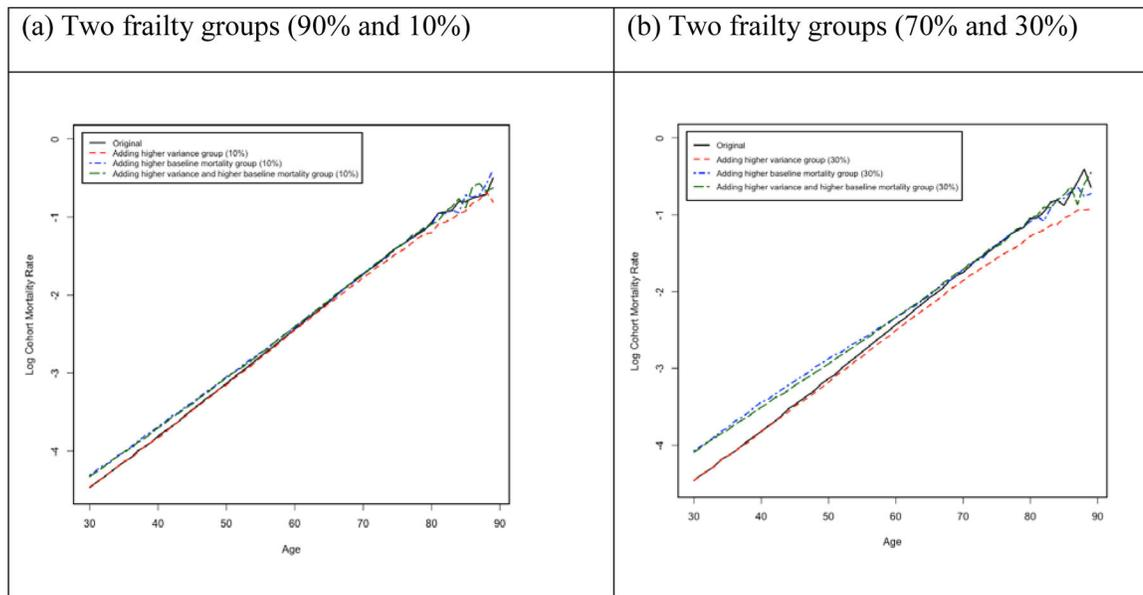 (a) Two frailty groups (90% and 10%)
(b) Two frailty groups (70% and 30%)
Original
Adding higher variance group (10%)
Adding higher baseline mortality group (10%)
Adding higher variance and higher baseline mortality group (10%)
Log Cohort Mortality Rate
0
-1
-2
-3
-4
30 40 50 60 70 80 90
Age
Original
Adding higher variance group (30%)
Adding higher baseline mortality group (30%)
Adding higher variance and higher baseline mortality group (30%)
Log Cohort Mortality Rate
0
-1
-2
-3
-4
30 40 50 60 70 80 90
Age